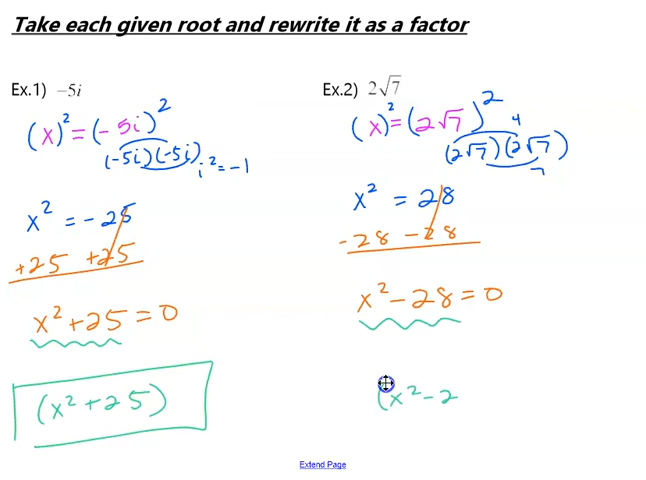 Take each given root and rewrite it as a factor
Ex.1) −5i
(x)² = (−5i)²
(−5i)(−5i)
i² = −1
x² = −25
+25 +25
x² + 25 = 0
(x² + 25)
Ex.2) 2√7
(x)² = (2√7)²
4
(2√7)(2√7)
7
x² = 28
−28 −28
x² − 28 = 0
(x² − 2
Extend Page